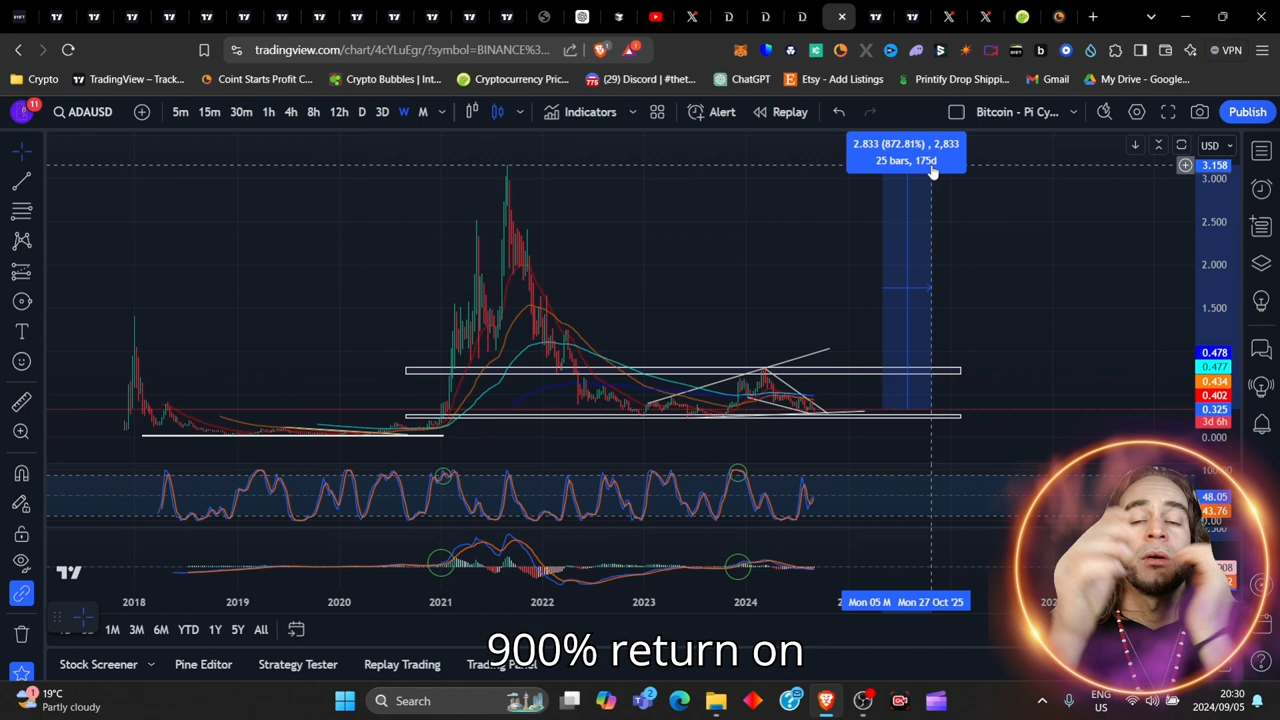 tradingview.com/chart/4cYLuEgr/?symbol=BINANCE%3...
VPN
Crypto
TradingView – Track...
Coin Starts Profit C...
Crypto Bubbles | Int...
Cryptocurrency Pric...
(29) Discord | #thet...
ChatGPT
Etsy - Add Listings
Printify Drop Shippi...
Gmail
My Drive - Google...
11
ADAUSD
5m 15m 30m 1h 4h 8h 12h D 3D W M
Indicators
Alert
Replay
Bitcoin - Pi Cy...
Publish
2.833 (872.81%) , 2,833
25 bars, 175d
USD
3.158
3.000
2.500
2.000
1.500
0.478
0.477
0.434
0.402
0.325
3d 6h
0.000
48.05
43.76
2018 2019 2020 2021 2022 2023 2024
Mon 05 M Mon 27 Oct '25
1M 3M 6M YTD 1Y 5Y All
900% return on
Stock Screener
Pine Editor
Strategy Tester
Replay Trading
Trading Panel
19°C
Partly cloudy
Search
ENG
US
20:30
2024/09/05